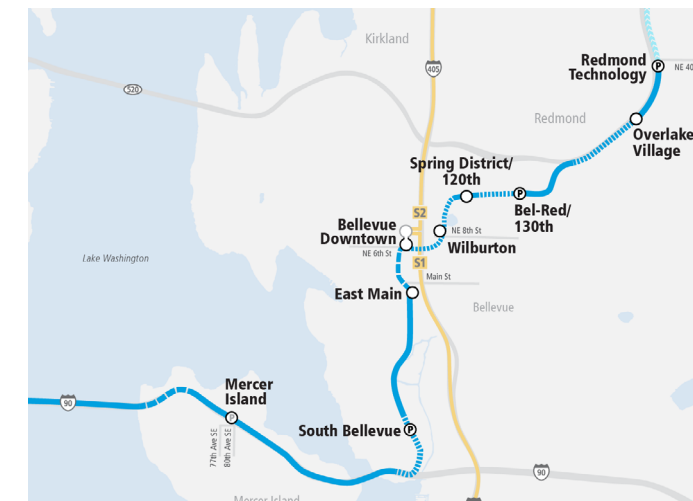 Kirkland
405
520
Redmond
Technology
P
NE 40
Redmond
Overlake
Village
Spring District/
120th
P
Bel-Red/
130th
S2
Bellevue
Downtown
NE 8th St
NE 6th St
Wilburton
S1
Lake Washington
Main St
East Main
Bellevue
Mercer
Island
90
P
77th Ave SE
80th Ave SE
South Bellevue
P
90
Mercer Island